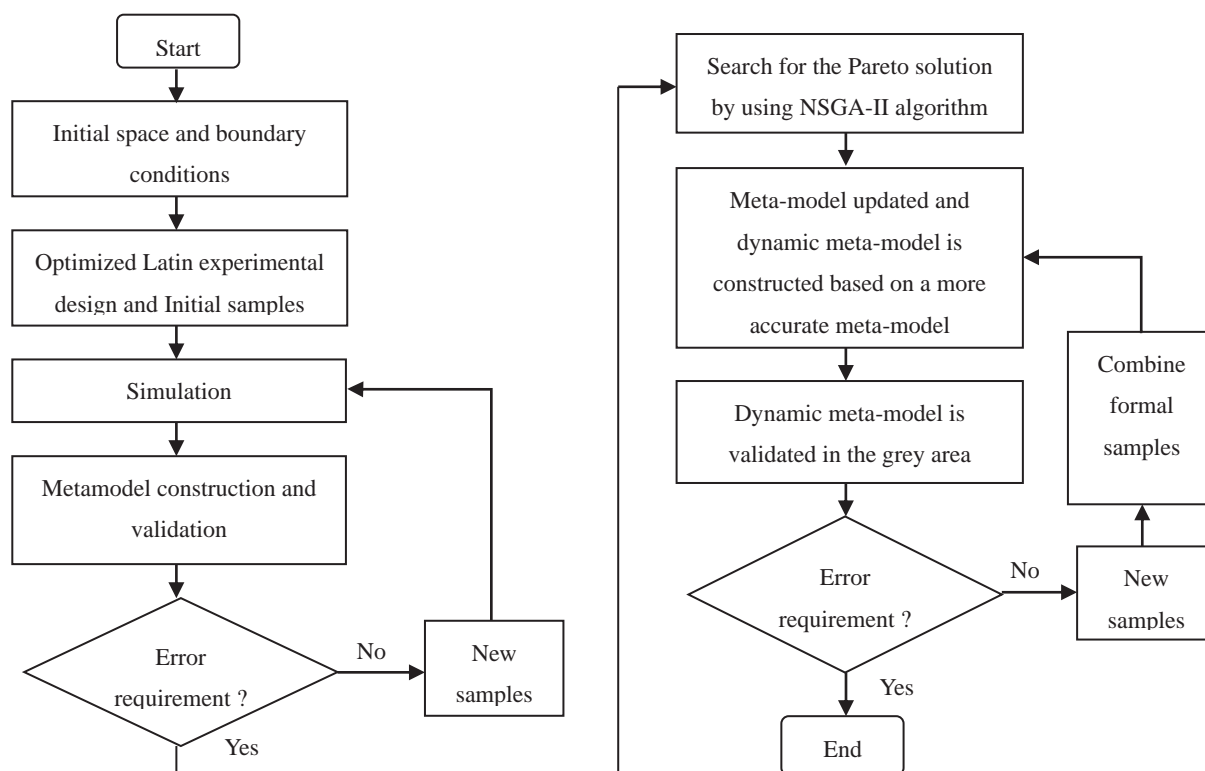 Start
Initial space and boundary
conditions
Optimized Latin experimental
design and Initial samples
Simulation
Metamodel construction and
validation
Error
requirement ?
No
New
samples
Yes
Search for the Pareto solution
by using NSGA-II algorithm
Meta-model updated and
dynamic meta-model is
constructed based on a more
accurate meta-model
Dynamic meta-model is
validated in the grey area
Error
requirement ?
No
New
samples
Combine
formal
samples
Yes
End